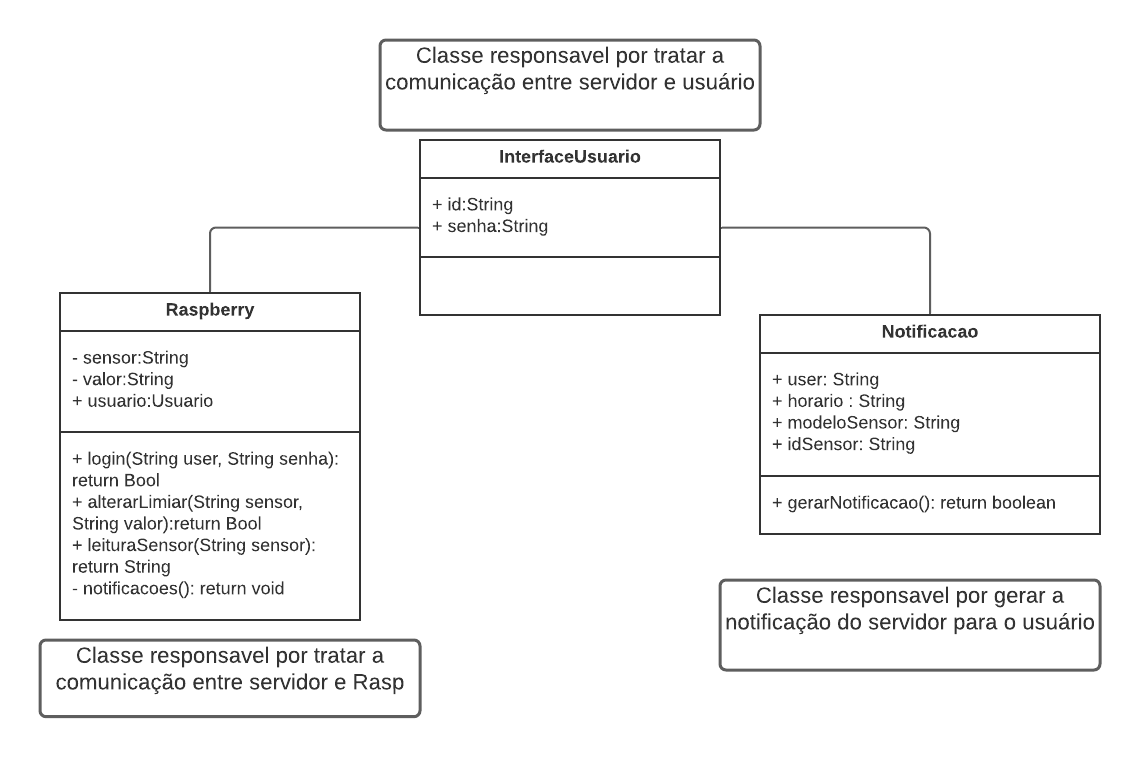 Classe responsavel por tratar a
comunicação entre servidor e usuário
InterfaceUsuario
+ id:String
+ senha:String
Raspberry
- sensor:String
- valor:String
+ usuario:Usuario
+ login(String user, String senha):
return Bool
+ alterarLimiar(String sensor,
String valor):return Bool
+ leituraSensor(String sensor):
return String
- notificacoes(): return void
Classe responsavel por tratar a
comunicação entre servidor e Rasp
Notificacao
+ user: String
+ horario : String
+ modeloSensor: String
+ idSensor: String
+ gerarNotificacao(): return boolean
Classe responsavel por gerar a
notificação do servidor para o usuário